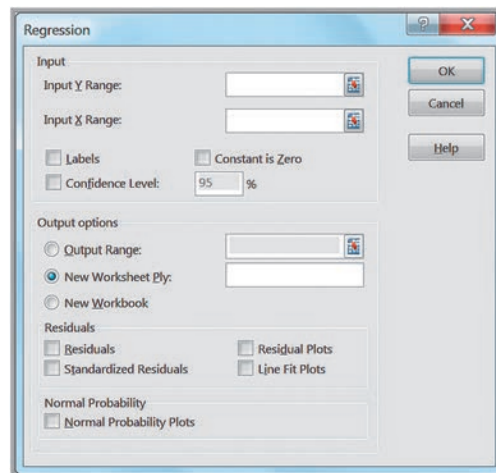 Regression
Input
Input Y Range:
Input X Range:
Labels
Constant is Zero
Confidence Level:
95 %
Output options
Output Range:
New Worksheet Ply:
New Workbook
Residuals
Residuals
Residual Plots
Standardized Residuals
Line Fit Plots
Normal Probability
Normal Probability Plots
?
X
OK
Cancel
Help